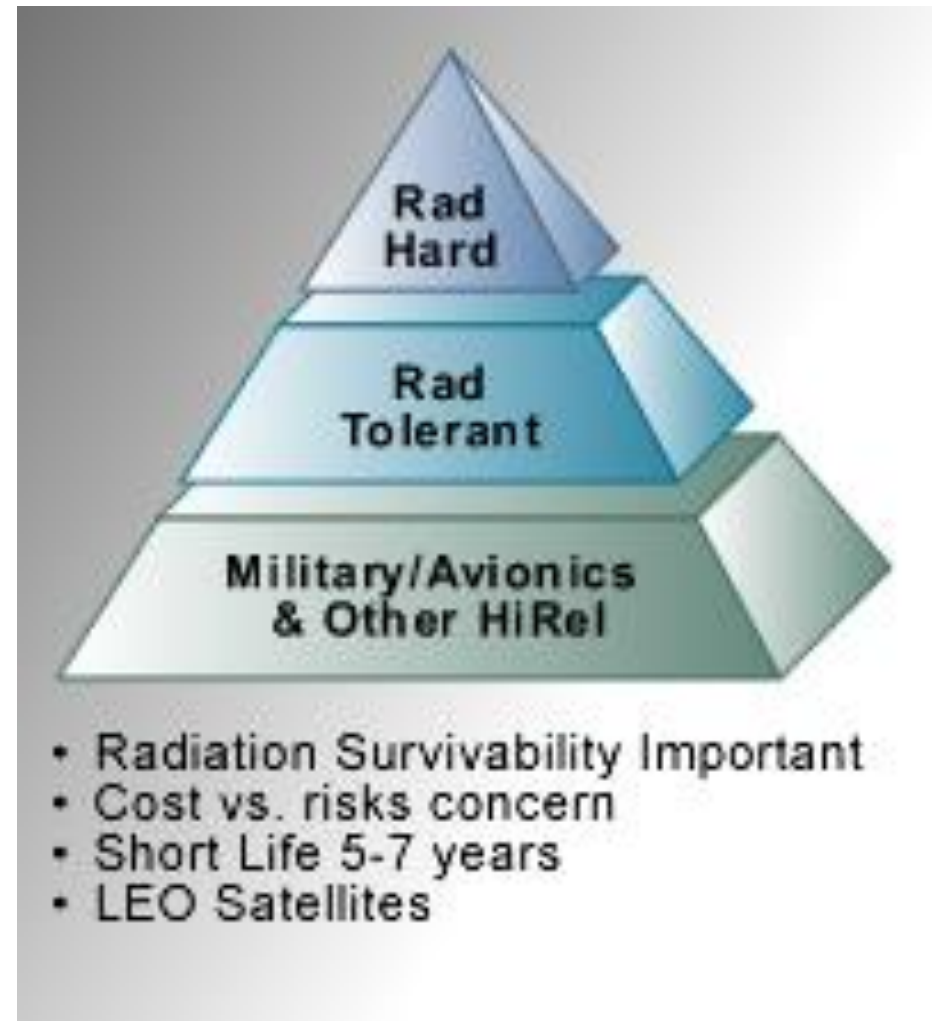 Rad
Hard
Rad
Tolerant
Military/Avionics
& Other HiRel
• Radiation Survivability Important
• Cost vs. risks concern
• Short Life 5-7 years
• LEO Satellites